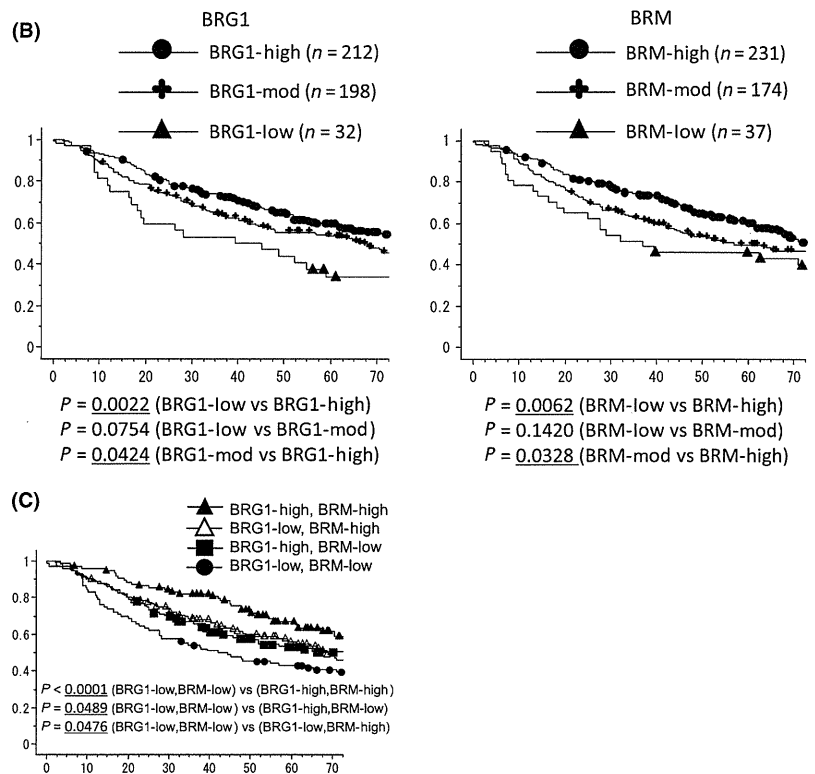 (B)
BRG1
BRG1-high (n = 212)
BRG1-mod (n = 198)
BRG1-low (n = 32)
1
0.8
0.6
0.4
0.2
0
0 10 20 30 40 50 60 70
P = 0.0022 (BRG1-low vs BRG1-high)
P = 0.0754 (BRG1-low vs BRG1-mod)
P = 0.0424 (BRG1-mod vs BRG1-high)
BRM
BRM-high (n = 231)
BRM-mod (n = 174)
BRM-low (n = 37)
1
0.8
0.6
0.4
0.2
0
0 10 20 30 40 50 60 70
P = 0.0062 (BRM-low vs BRM-high)
P = 0.1420 (BRM-low vs BRM-mod)
P = 0.0328 (BRM-mod vs BRM-high)
(C)
BRG1-high, BRM-high
BRG1-low, BRM-high
BRG1-high, BRM-low
BRG1-low, BRM-low
1
0.8
0.6
0.4
0.2
0
P < 0.0001 (BRG1-low,BRM-low) vs (BRG1-high,BRM-high)
P = 0.0489 (BRG1-low,BRM-low) vs (BRG1-high,BRM-low)
P = 0.0476 (BRG1-low,BRM-low) vs (BRG1-low,BRM-high)
0 10 20 30 40 50 60 70